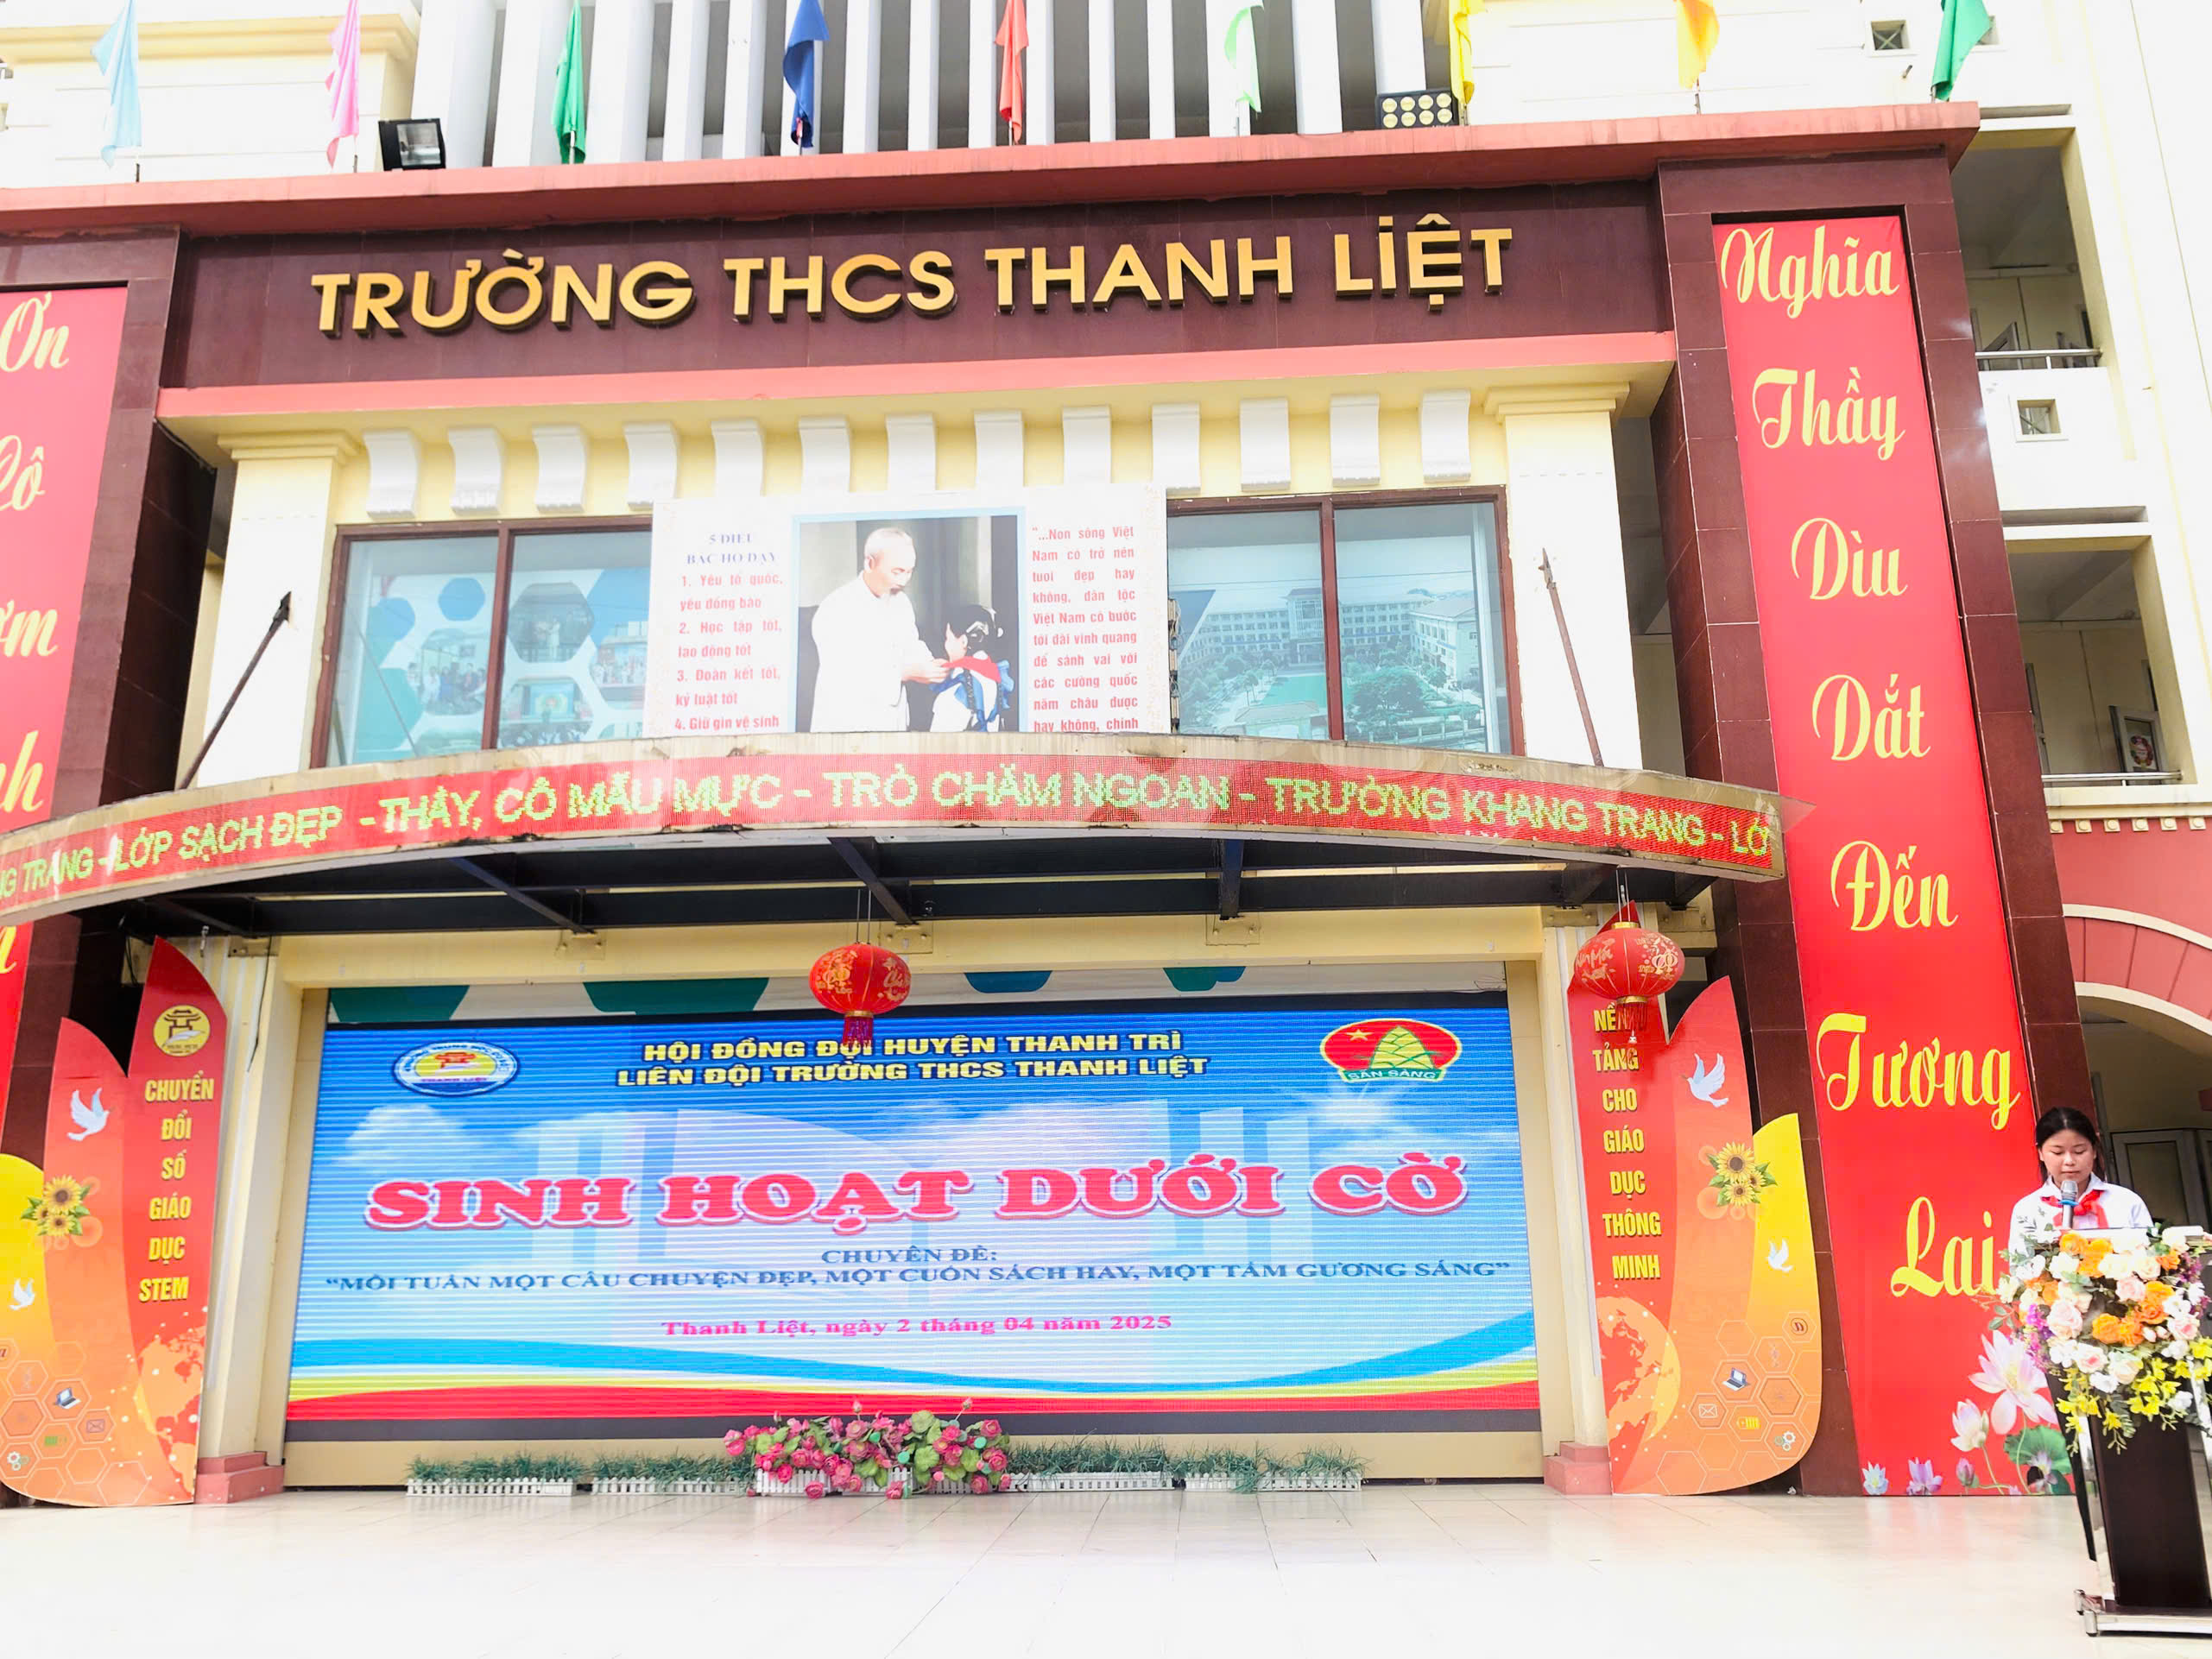 TRƯỜNG THCS THANH LIỆT
Ơn
Cô
Nghĩa
Thầy
Dìu
Dắt
Đến
Tương
Lai
5 ĐIỀU
BÁC HỒ DẠY
1. Yêu tổ quốc,
yêu đồng bào
2. Học tập tốt,
lao động tốt
3. Đoàn kết tốt,
kỷ luật tốt
4. Giữ gìn vệ sinh
"...Non sông Việt
Nam có trở nên
tươi đẹp hay
không, dân tộc
Việt Nam có bước
tới đài vinh quang
để sánh vai với
các cường quốc
năm châu được
hay không, chính
NG TRANG - LỚP SẠCH ĐẸP - THẦY, CÔ MẪU MỰC - TRÒ CHĂM NGOAN - TRƯỜNG KHANG TRANG - LỚ
CHUYỂN
ĐỔI
SỐ
GIÁO
DỤC
STEM
HỘI ĐỒNG ĐỘI HUYỆN THANH TRÌ
LIÊN ĐỘI TRƯỜNG THCS THANH LIỆT
THANH LIỆT
SẴN SÀNG
SINH HOẠT DƯỚI CỜ
CHUYÊN ĐỀ:
"MỖI TUẦN MỘT CÂU CHUYỆN ĐẸP, MỘT CUỐN SÁCH HAY, MỘT TẤM GƯƠNG SÁNG"
Thanh Liệt, ngày 2 tháng 04 năm 2025
NỀN
TẢNG
CHO
GIÁO
DỤC
THÔNG
MINH